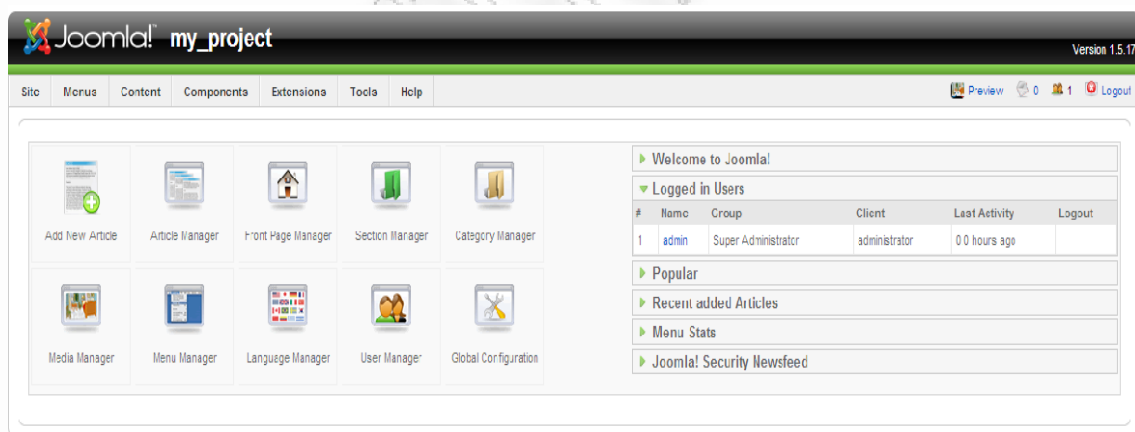 Joomla! my_project
Version 1.5.17
Site Menus Content Components Extensions Tools Help
Preview 0 1 Logout
Add New Article Article Manager Front Page Manager Section Manager Category Manager
Media Manager Menu Manager Language Manager User Manager Global Configuration
Welcome to Joomla!
Logged in Users
# Name Group Client Last Activity Logout
1 admin Super Administrator administrator 0.0 hours ago
Popular
Recent added Articles
Menu Stats
Joomla! Security Newsfeed